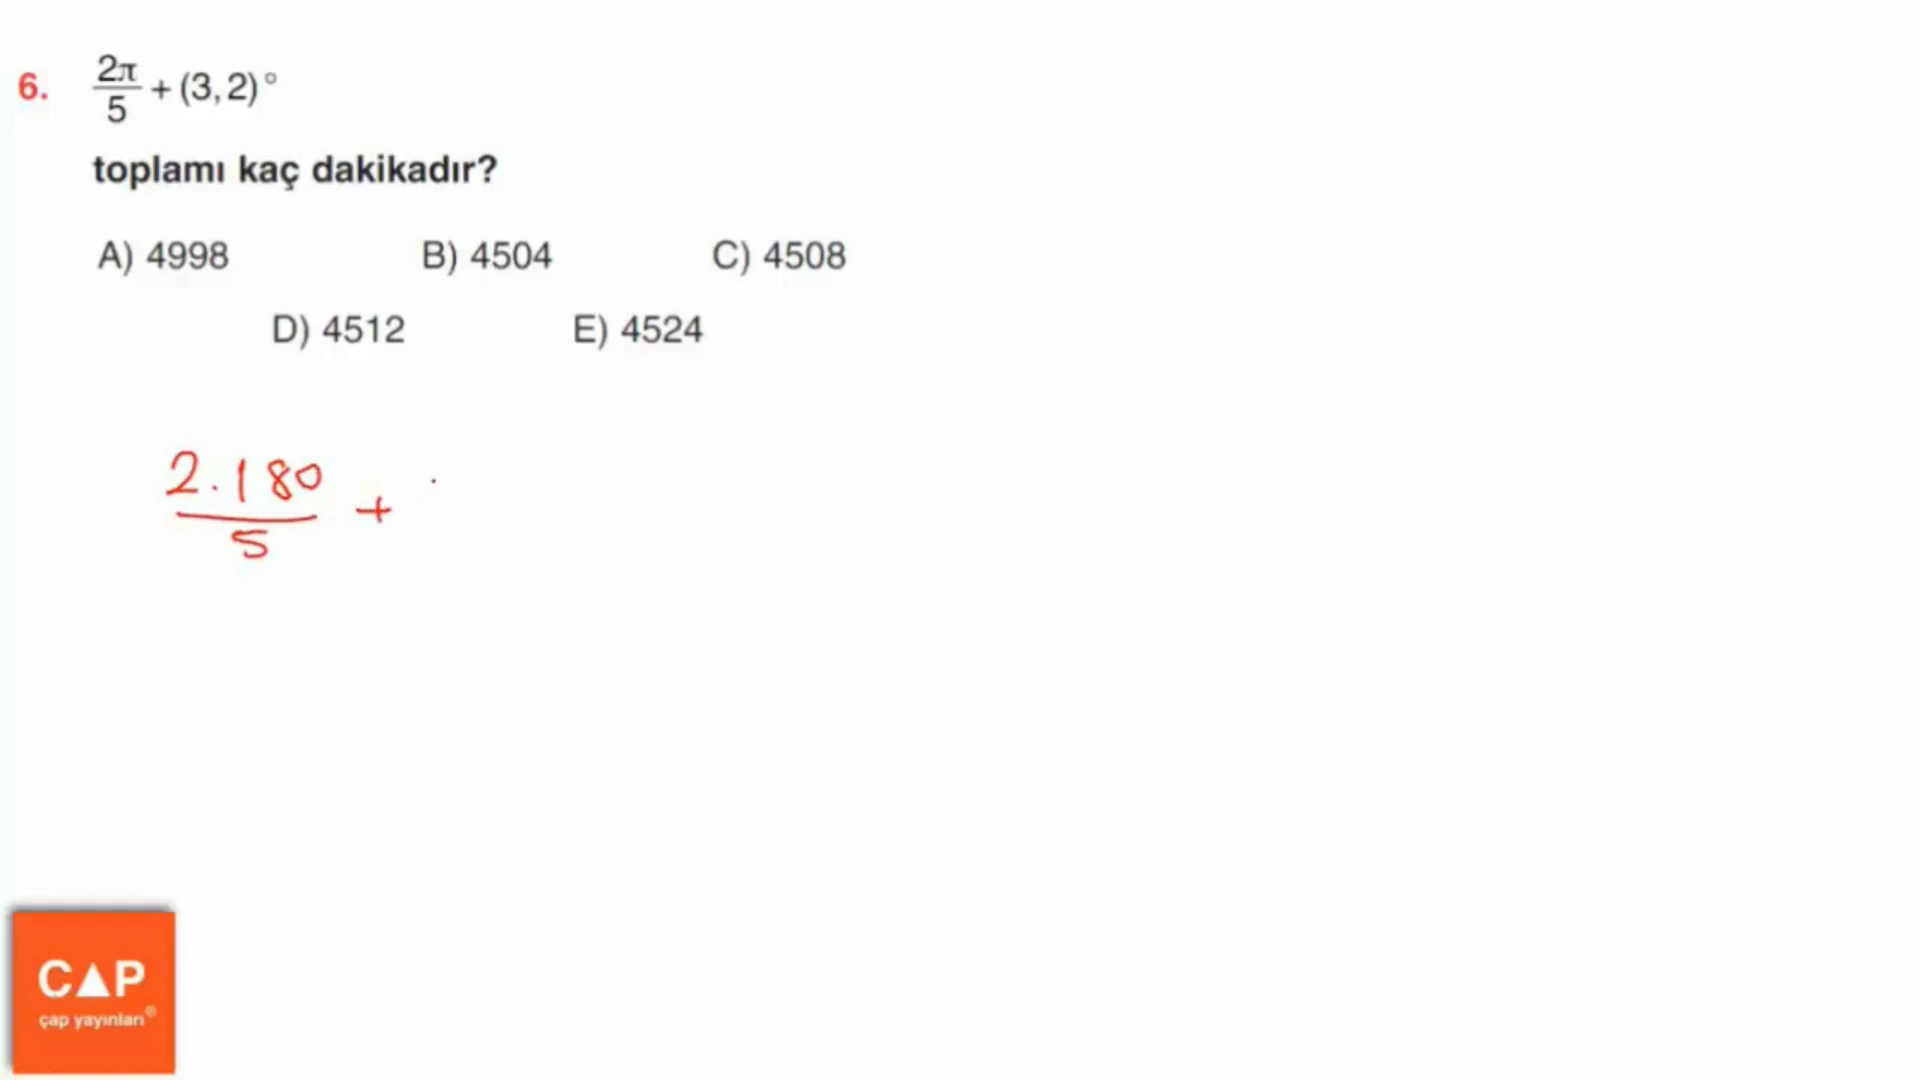 6. 2π/5 + (3,2)°
toplamı kaç dakikadır?
A) 4998 B) 4504 C) 4508
D) 4512 E) 4524
2.180/5 +
CAP
çap yayınları®